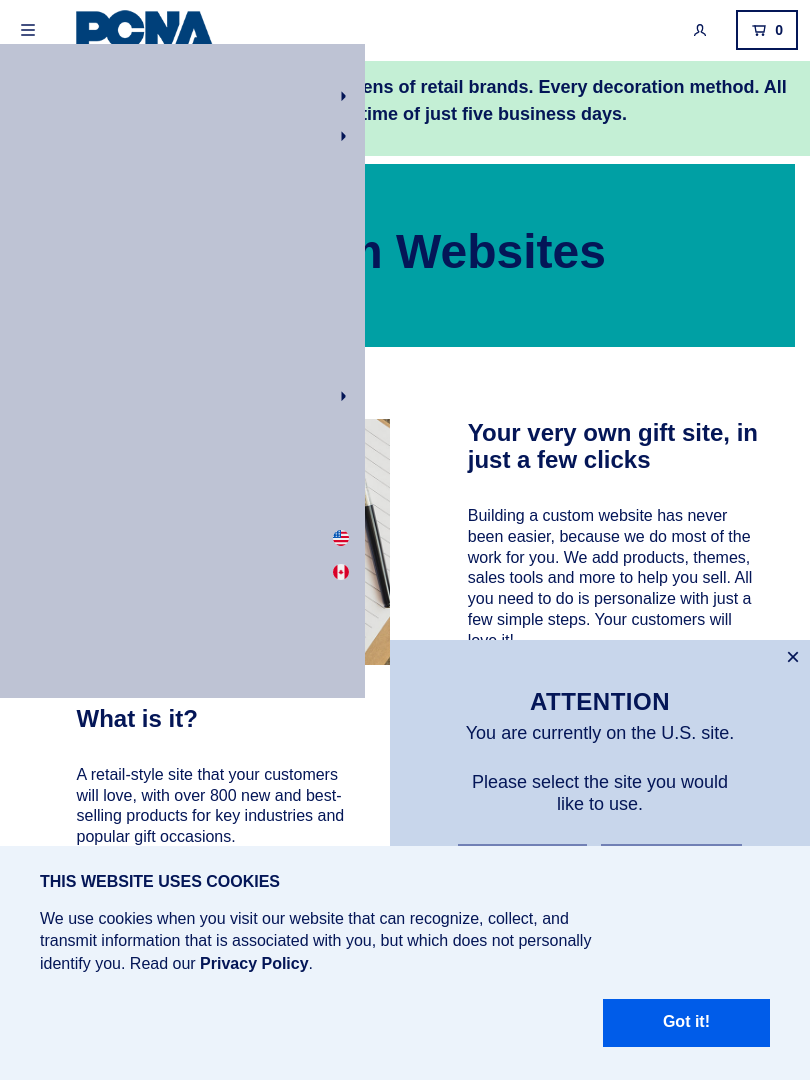 PCNA
0
ens of retail brands. Every decoration method. All
time of just five business days.
Websites
Your very own gift site, in
just a few clicks
Building a custom website has never
been easier, because we do most of the
work for you. We add products, themes,
sales tools and more to help you sell. All
you need to do is personalize with just a
few simple steps. Your customers will
love it!
What is it?
A retail-style site that your customers
will love, with over 800 new and best-
selling products for key industries and
popular gift occasions.
ATTENTION
You are currently on the U.S. site.
Please select the site you would
like to use.
THIS WEBSITE USES COOKIES
We use cookies when you visit our website that can recognize, collect, and
transmit information that is associated with you, but which does not personally
identify you. Read our Privacy Policy.
Got it!